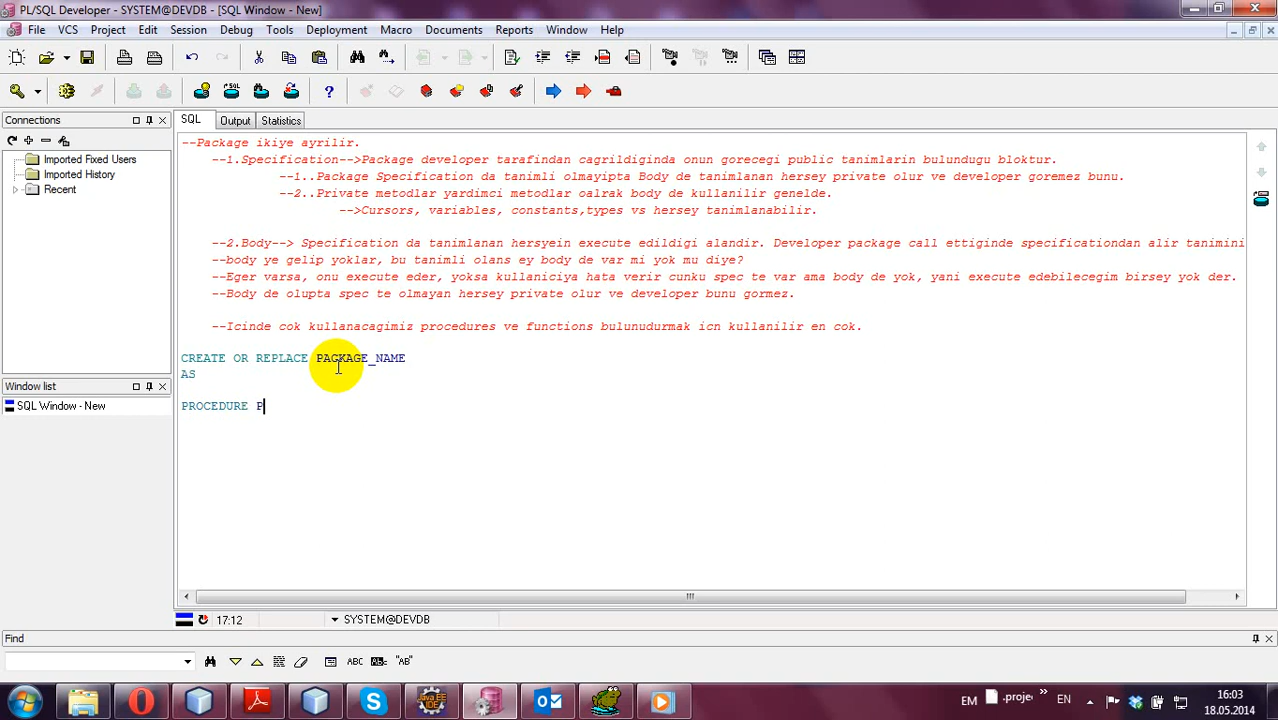 PL/SQL Developer - SYSTEM@DEVDB - [SQL Window - New]
File VCS Project Edit Session Debug Tools Deployment Macro Documents Reports Window Help
Connections
Imported Fixed Users
Imported History
Recent
Window list
SQL Window - New
SQL Output Statistics
--Package ikiye ayrilir.
--1.Specification-->Package developer tarafindan cagrildiginda onun gorecegi public tanimlarin bulundugu bloktur.
--1..Package Specification da tanimli olmayipta Body de tanimlanan hersey private olur ve developer goremez bunu.
--2..Private metodlar yardimci metodlar oalrak body de kullanilir genelde.
-->Cursors, variables, constants,types vs hersey tanimlanabilir.
--2.Body--> Specification da tanimlanan hersyein execute edildigi alandir. Developer package call ettiginde specificationdan alir tanimini
--body ye gelip yoklar, bu tanimli olans ey body de var mi yok mu diye?
--Eger varsa, onu execute eder, yoksa kullaniciya hata verir cunku spec te var ama body de yok, yani execute edebilecegim birsey yok der.
--Body de olupta spec te olmayan hersey private olur ve developer bunu gormez.
--Icinde cok kullanacagimiz procedures ve functions bulunudurmak icn kullanilir en cok.
CREATE OR REPLACE PACKAGE_NAME
AS
PROCEDURE P
17:12 SYSTEM@DEVDB
Find
ABC "AB"
EM .projec » EN
16:03
18.05.2014